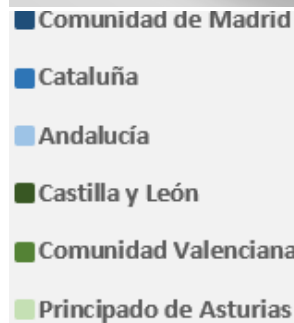 Comunidad de Madrid
Cataluña
Andalucía
Castilla y León
Comunidad Valenciana
Principado de Asturias